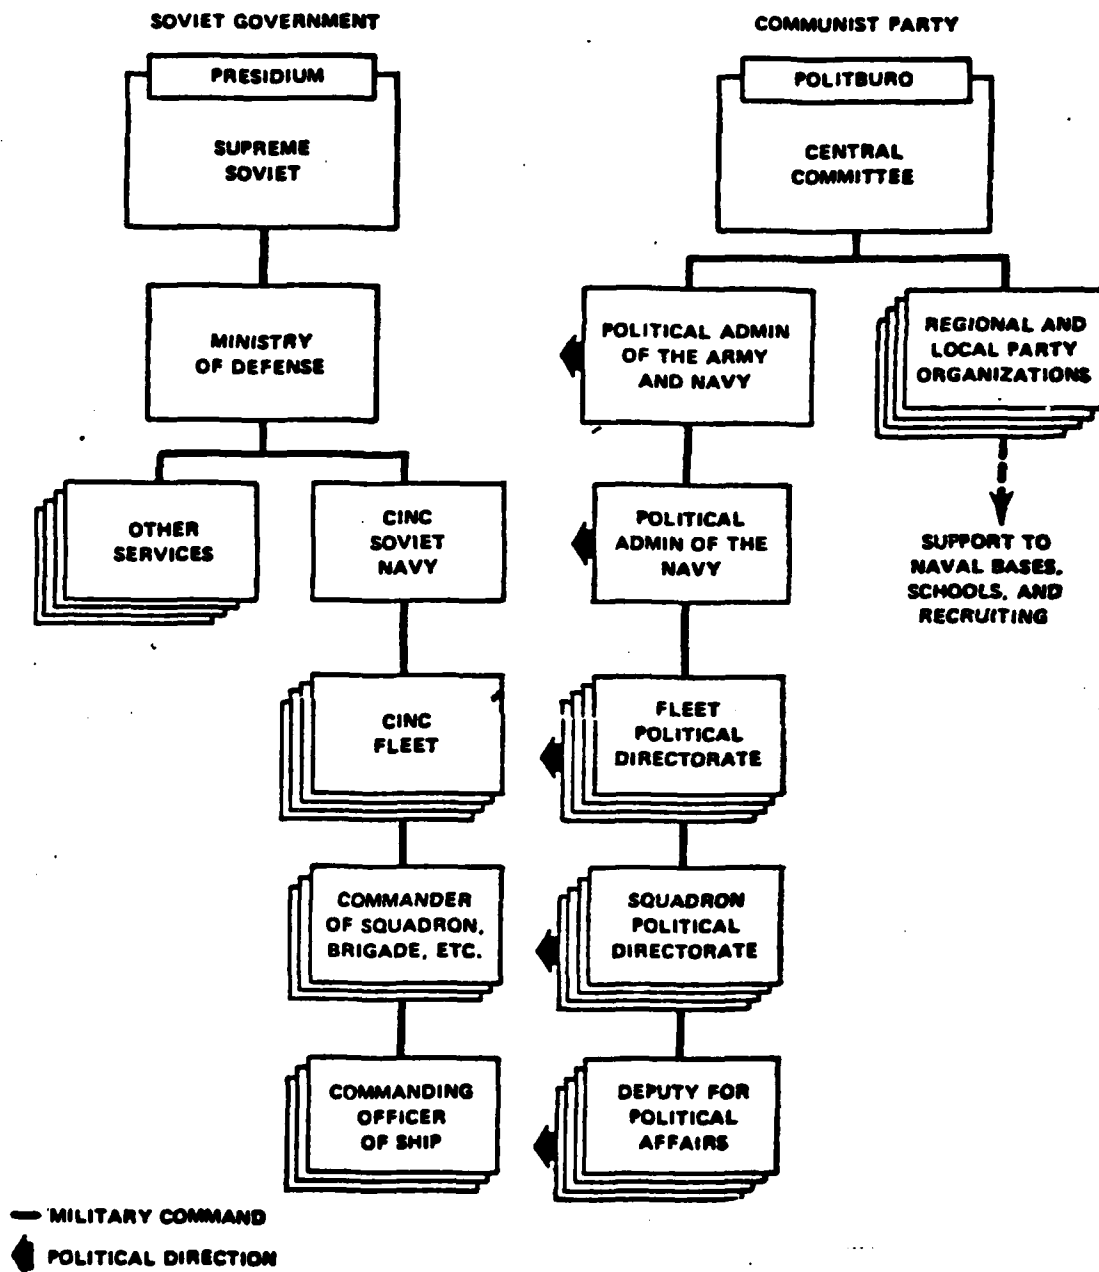 SOVIET GOVERNMENT
PRESIDIUM
SUPREME
SOVIET
MINISTRY
OF DEFENSE
OTHER
SERVICES
CINC
SOVIET
NAVY
CINC
FLEET
COMMANDER
OF SQUADRON,
BRIGADE, ETC.
COMMANDING
OFFICER
OF SHIP
COMMUNIST PARTY
POLITBURO
CENTRAL
COMMITTEE
POLITICAL ADMIN
OF THE ARMY
AND NAVY
REGIONAL AND
LOCAL PARTY
ORGANIZATIONS
POLITICAL
ADMIN OF THE
NAVY
SUPPORT TO
NAVAL BASES,
SCHOOLS, AND
RECRUITING
FLEET
POLITICAL
DIRECTORATE
SQUADRON
POLITICAL
DIRECTORATE
DEPUTY FOR
POLITICAL
AFFAIRS
MILITARY COMMAND
POLITICAL DIRECTION